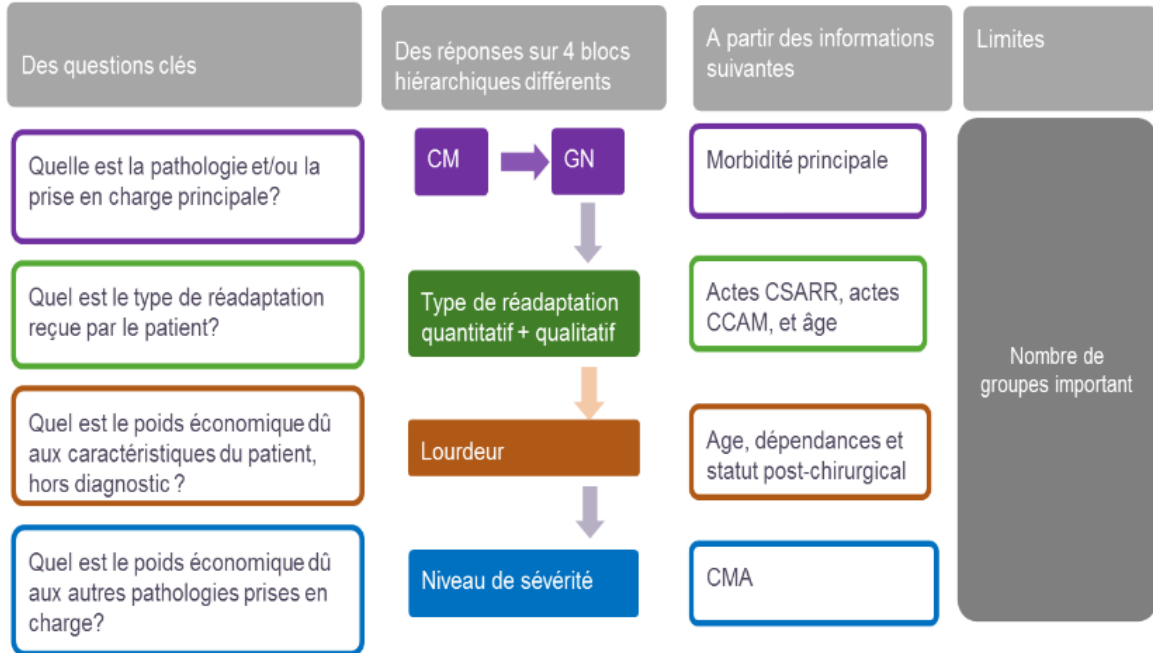 Des questions clés
Des réponses sur 4 blocs
hiérarchiques différents
A partir des informations
suivantes
Limites
Quelle est la pathologie et/ou la
prise en charge principale?
CM
GN
Morbidité principale
Quel est le type de réadaptation
reçue par le patient?
Type de réadaptation
quantitatif + qualitatif
Actes CSARR, actes
CCAM, et âge
Nombre de
groupes important
Quel est le poids économique dû
aux caractéristiques du patient,
hors diagnostic ?
Lourdeur
Age, dépendances et
statut post-chirurgical
Quel est le poids économique dû
aux autres pathologies prises en
charge?
Niveau de sévérité
CMA